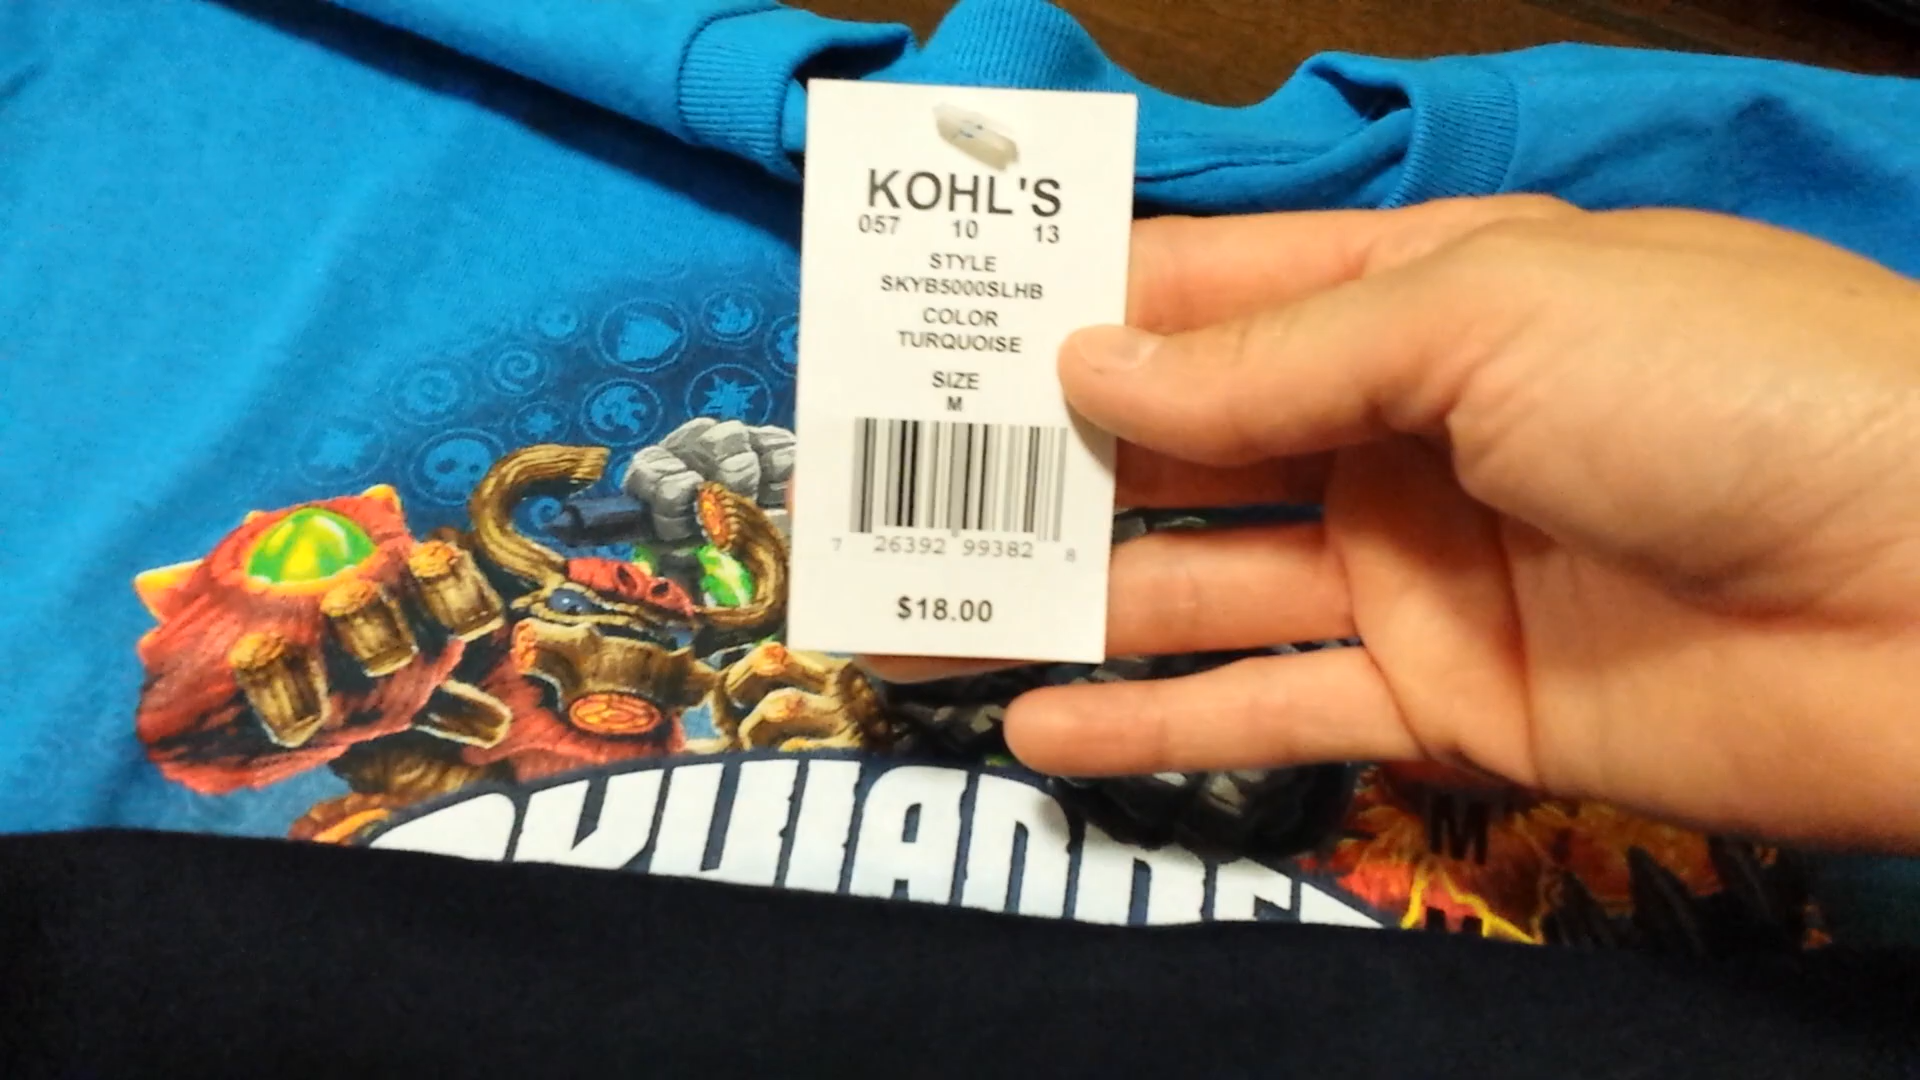 KOHL'S
057 10 13
STYLE
SKYB5000SLHB
COLOR
TURQUOISE
SIZE
M
7 26392 99382 8
$18.00